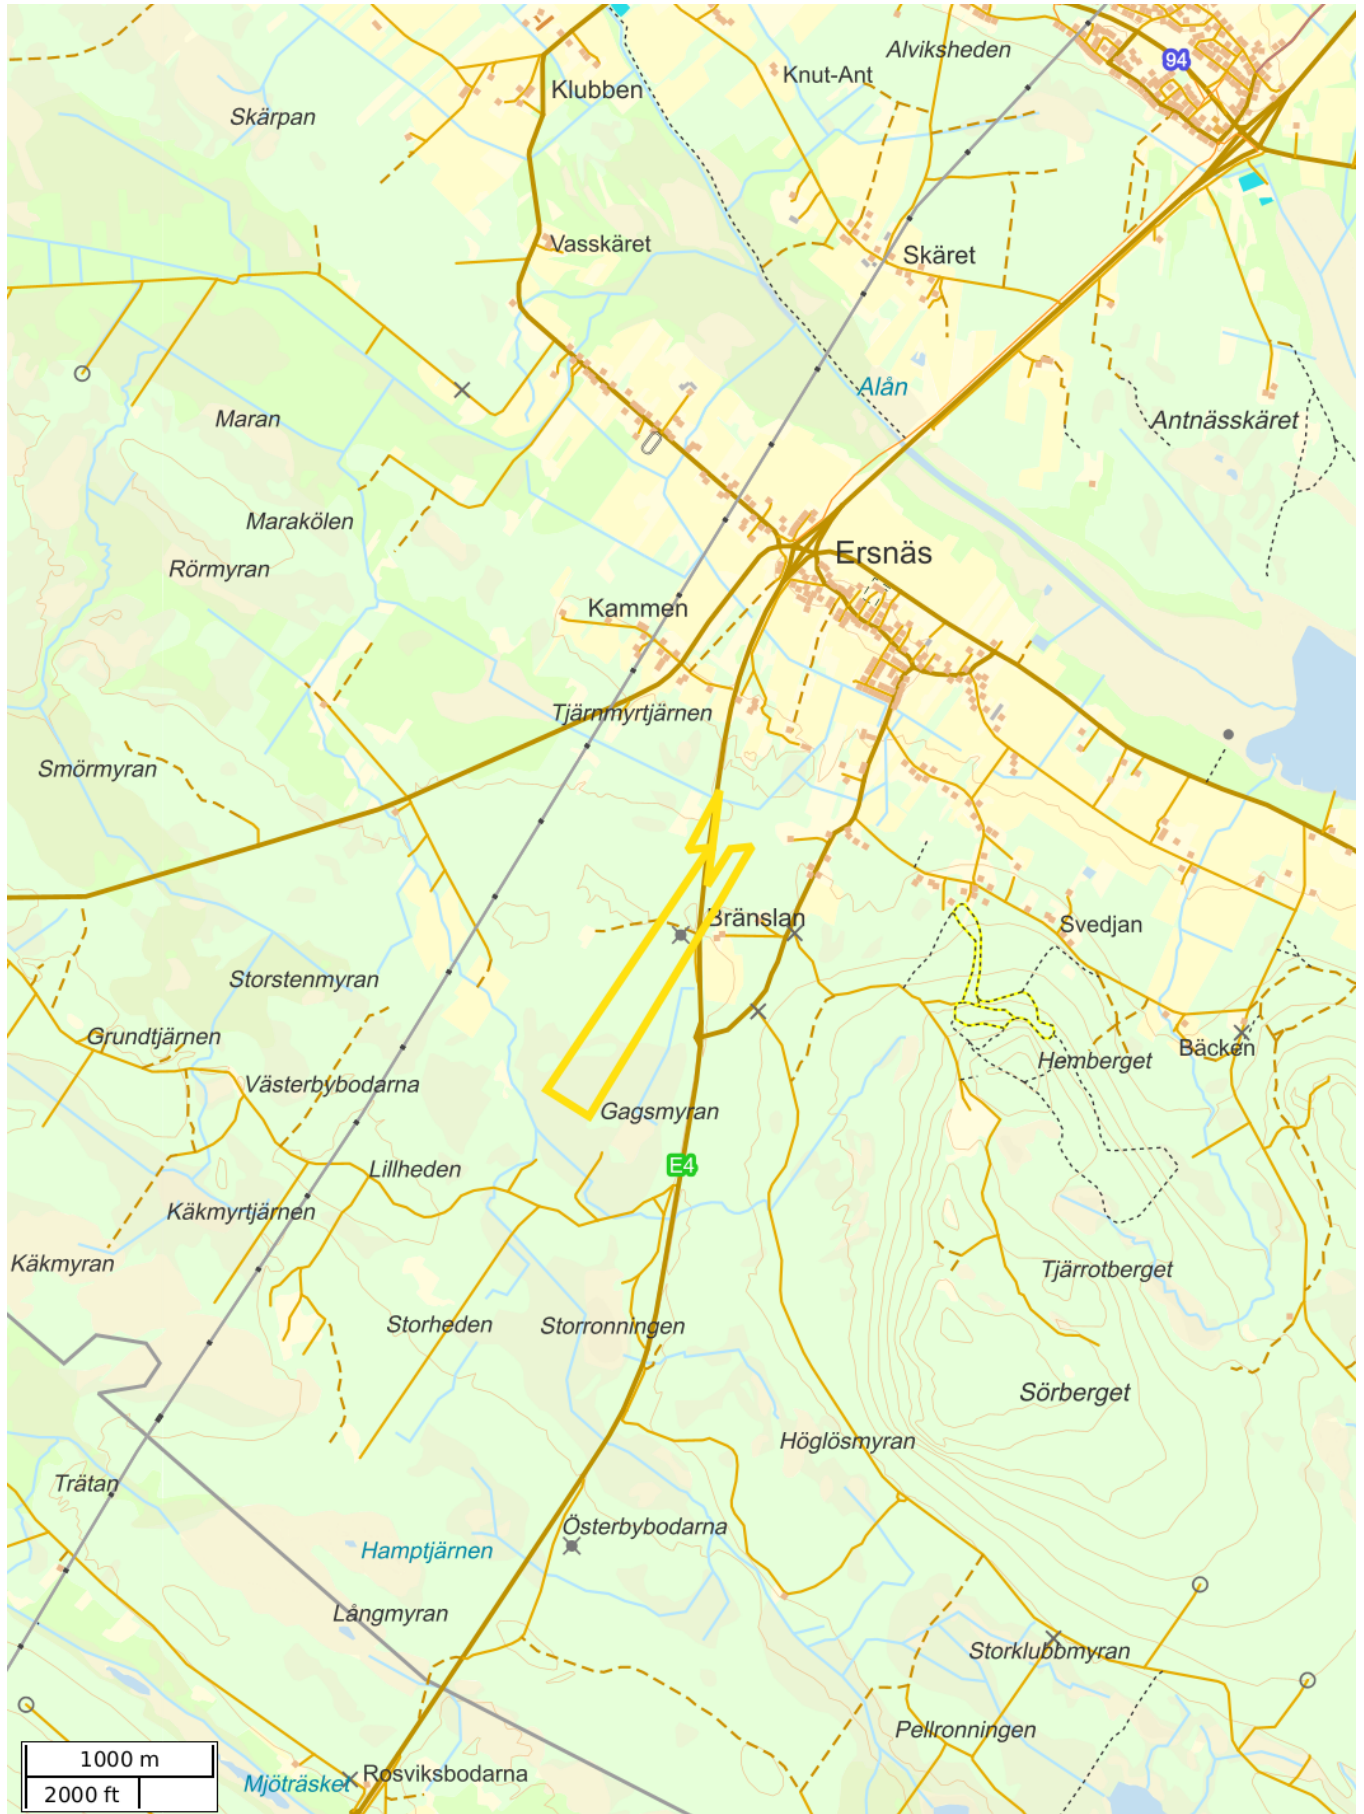 Alviksheden
94
Knut-Ant
Klubben
Skärpan
Vasskäret
Skäret
Alån
Maran
Antnässkäret
Marakölen
Ersnäs
Rörmyran
Kammen
Tjärnmyrtjärnen
Smörmyran
Bränslan
Svedjan
Storstenmyran
Grundtjärnen
Bäcken
Hemberget
Västerbybodarna
Gagsmyran
E4
Lillheden
Käkmyrtjärnen
Käkmyran
Tjärrotberget
Storheden
Storronningen
Sörberget
Höglösmyran
Trätan
Österbybodarna
Hamptjärnen
Långmyran
Storklubbmyran
Pellronningen
1000 m
Rosviksbodarna
Mjöträsket
2000 ft